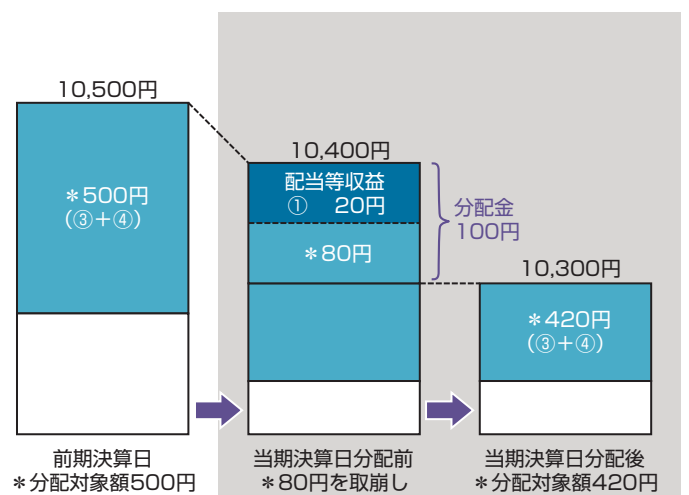 10,500円
＊500円
(③＋④)
前期決算日
＊分配対象額500円
10,400円
配当等収益
① 20円
＊80円
分配金
100円
当期決算日分配前
＊80円を取崩し
10,300円
＊420円
(③＋④)
当期決算日分配後
＊分配対象額420円